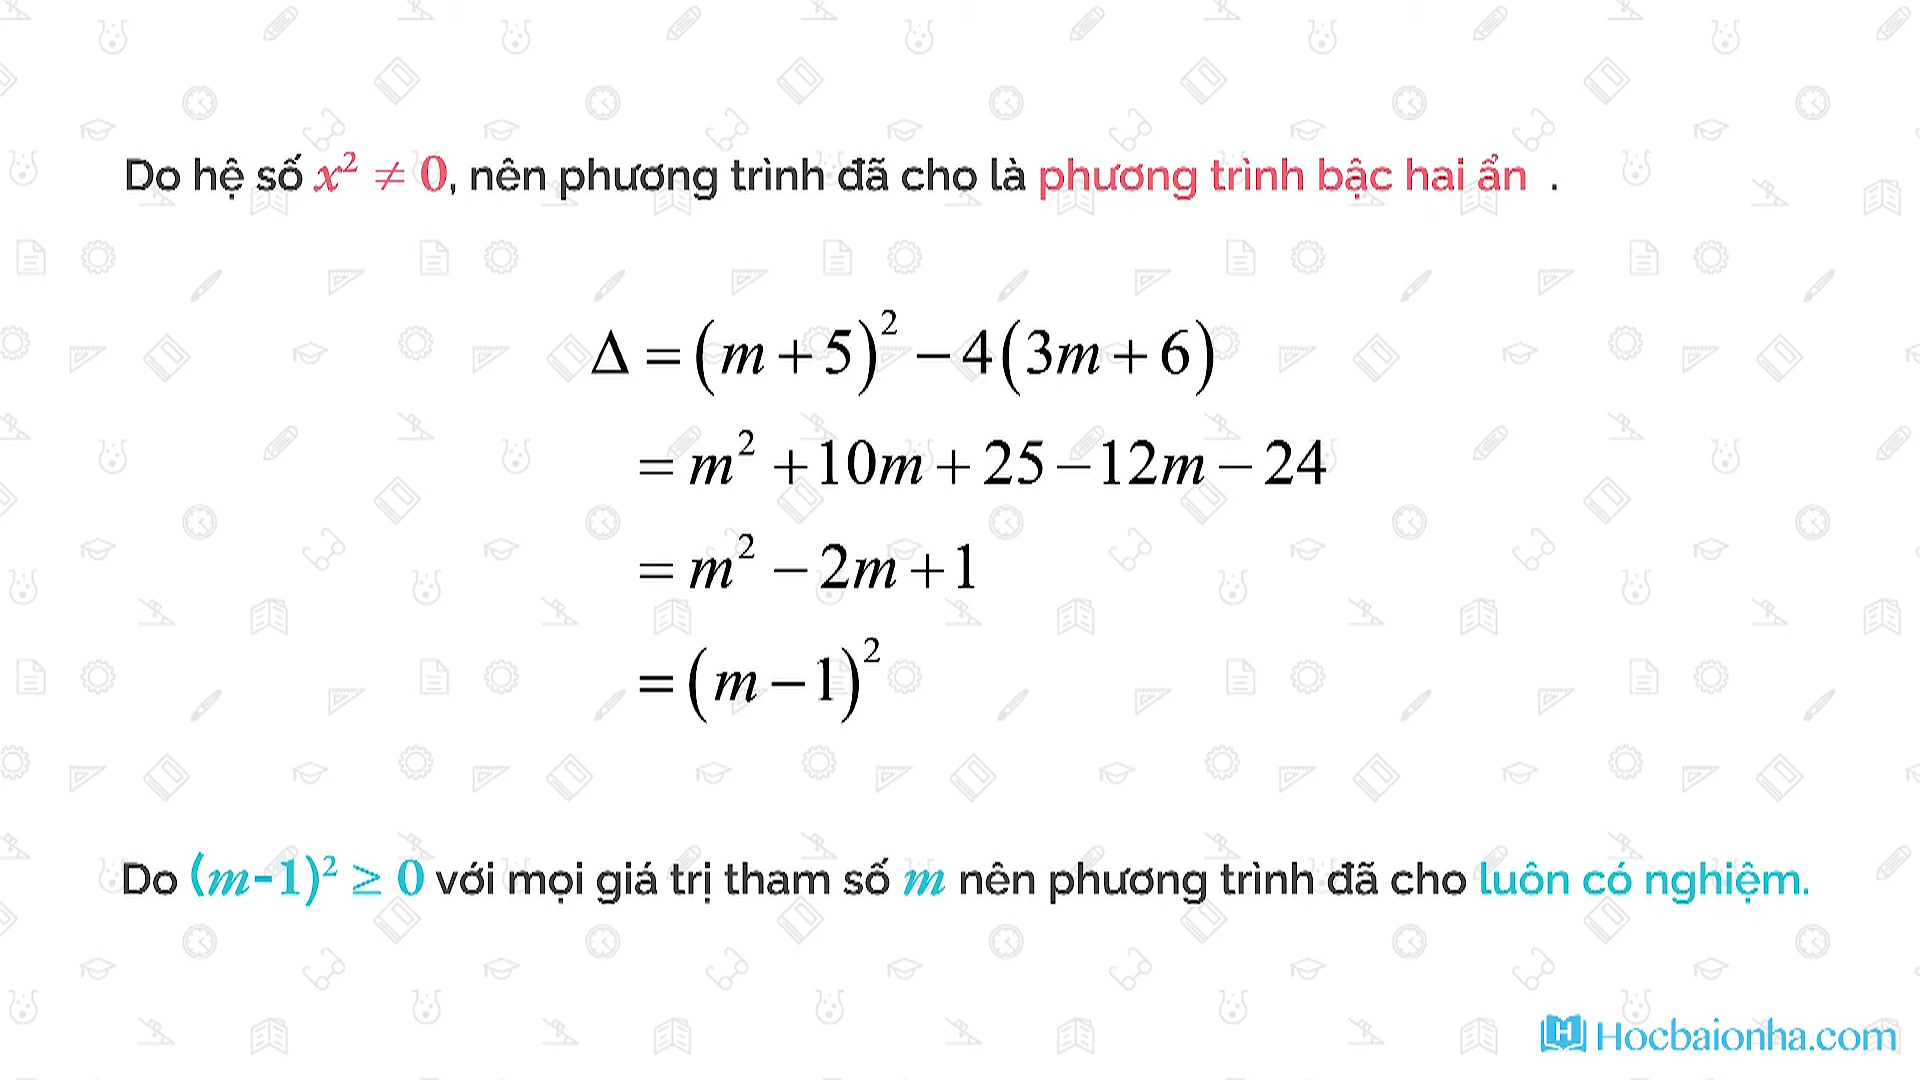 Do hệ số x² ≠ 0, nên phương trình đã cho là phương trình bậc hai ẩn .
Δ = (m + 5)² − 4(3m + 6)
= m² + 10m + 25 − 12m − 24
= m² − 2m + 1
= (m − 1)²
Do (m-1)² ≥ 0 với mọi giá trị tham số m nên phương trình đã cho luôn có nghiệm.
H Hocbaionha.com